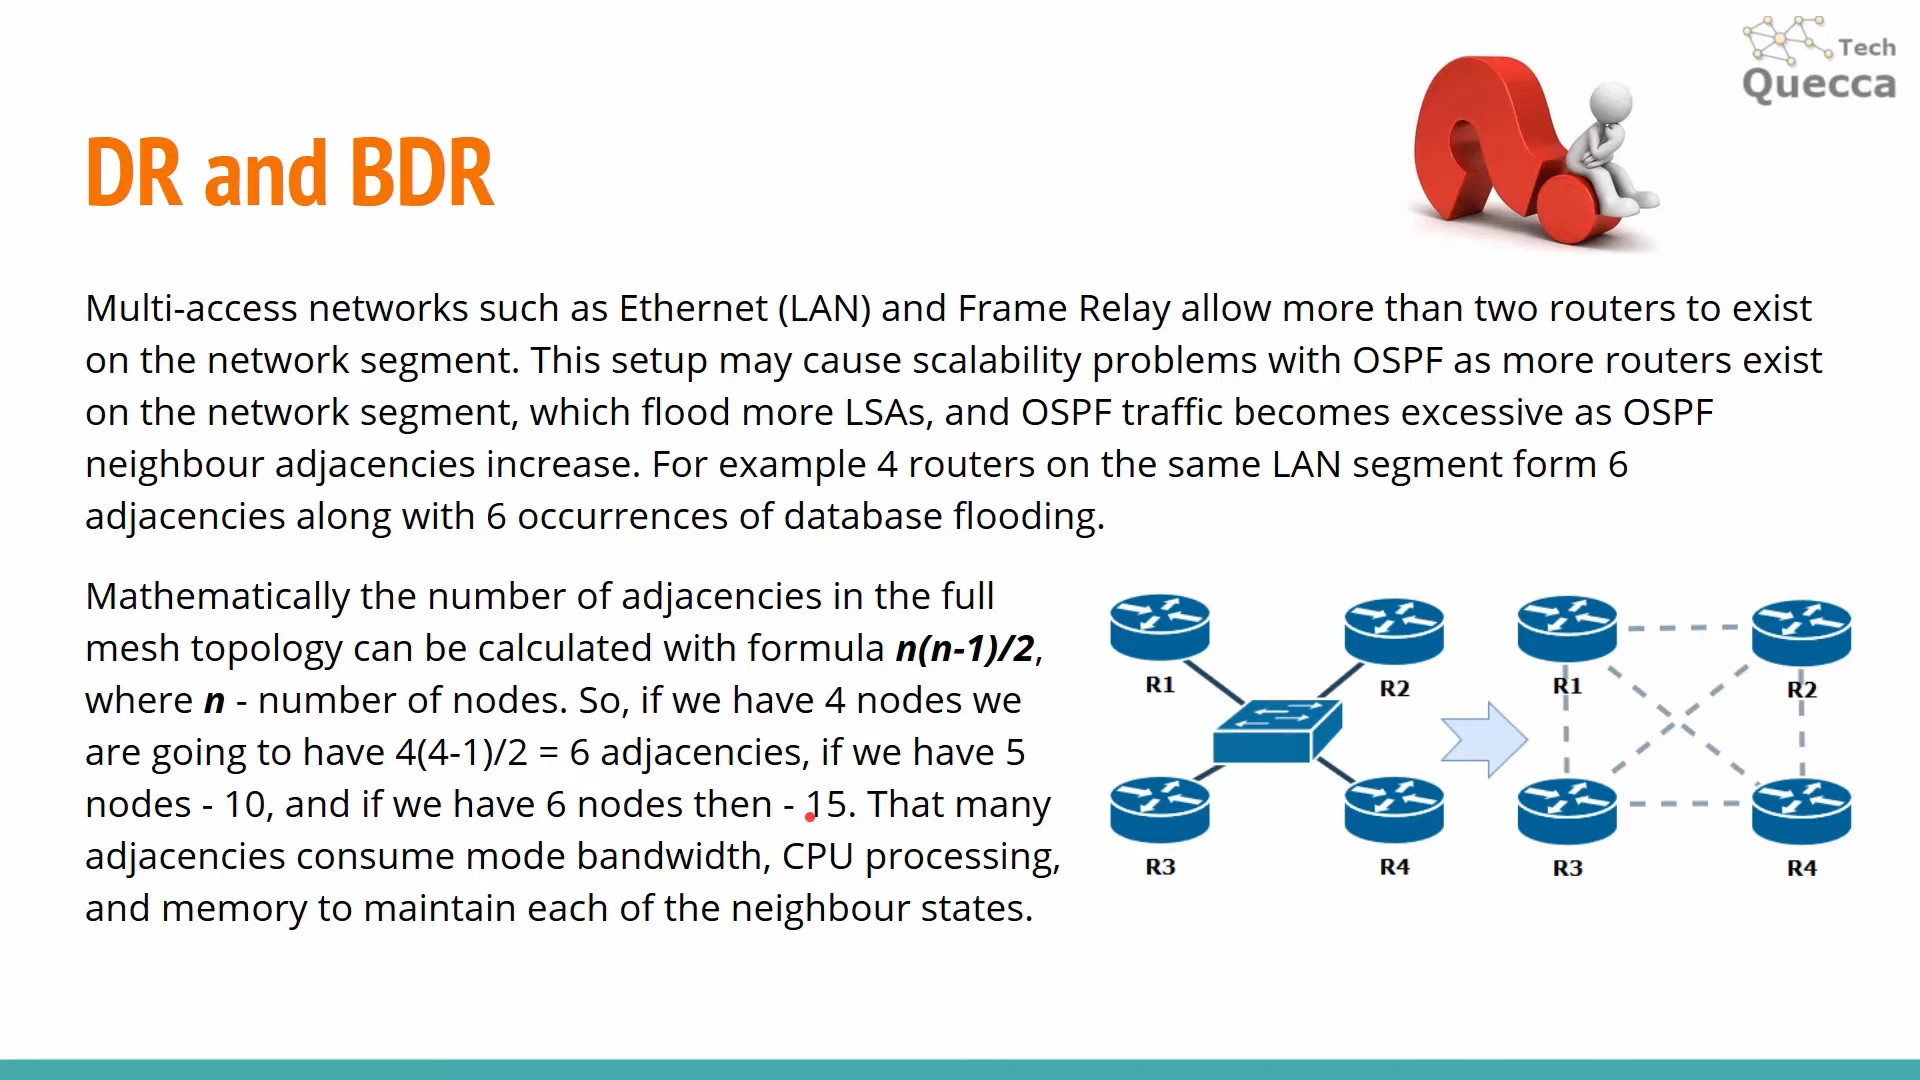 Tech
Quecca
DR and BDR
Multi-access networks such as Ethernet (LAN) and Frame Relay allow more than two routers to exist
on the network segment. This setup may cause scalability problems with OSPF as more routers exist
on the network segment, which flood more LSAs, and OSPF traffic becomes excessive as OSPF
neighbour adjacencies increase. For example 4 routers on the same LAN segment form 6
adjacencies along with 6 occurrences of database flooding.
Mathematically the number of adjacencies in the full
mesh topology can be calculated with formula n(n-1)/2,
where n - number of nodes. So, if we have 4 nodes we
are going to have 4(4-1)/2 = 6 adjacencies, if we have 5
nodes - 10, and if we have 6 nodes then - 15. That many
adjacencies consume mode bandwidth, CPU processing,
and memory to maintain each of the neighbour states.
R1
R2
R3
R4
R1
R2
R3
R4